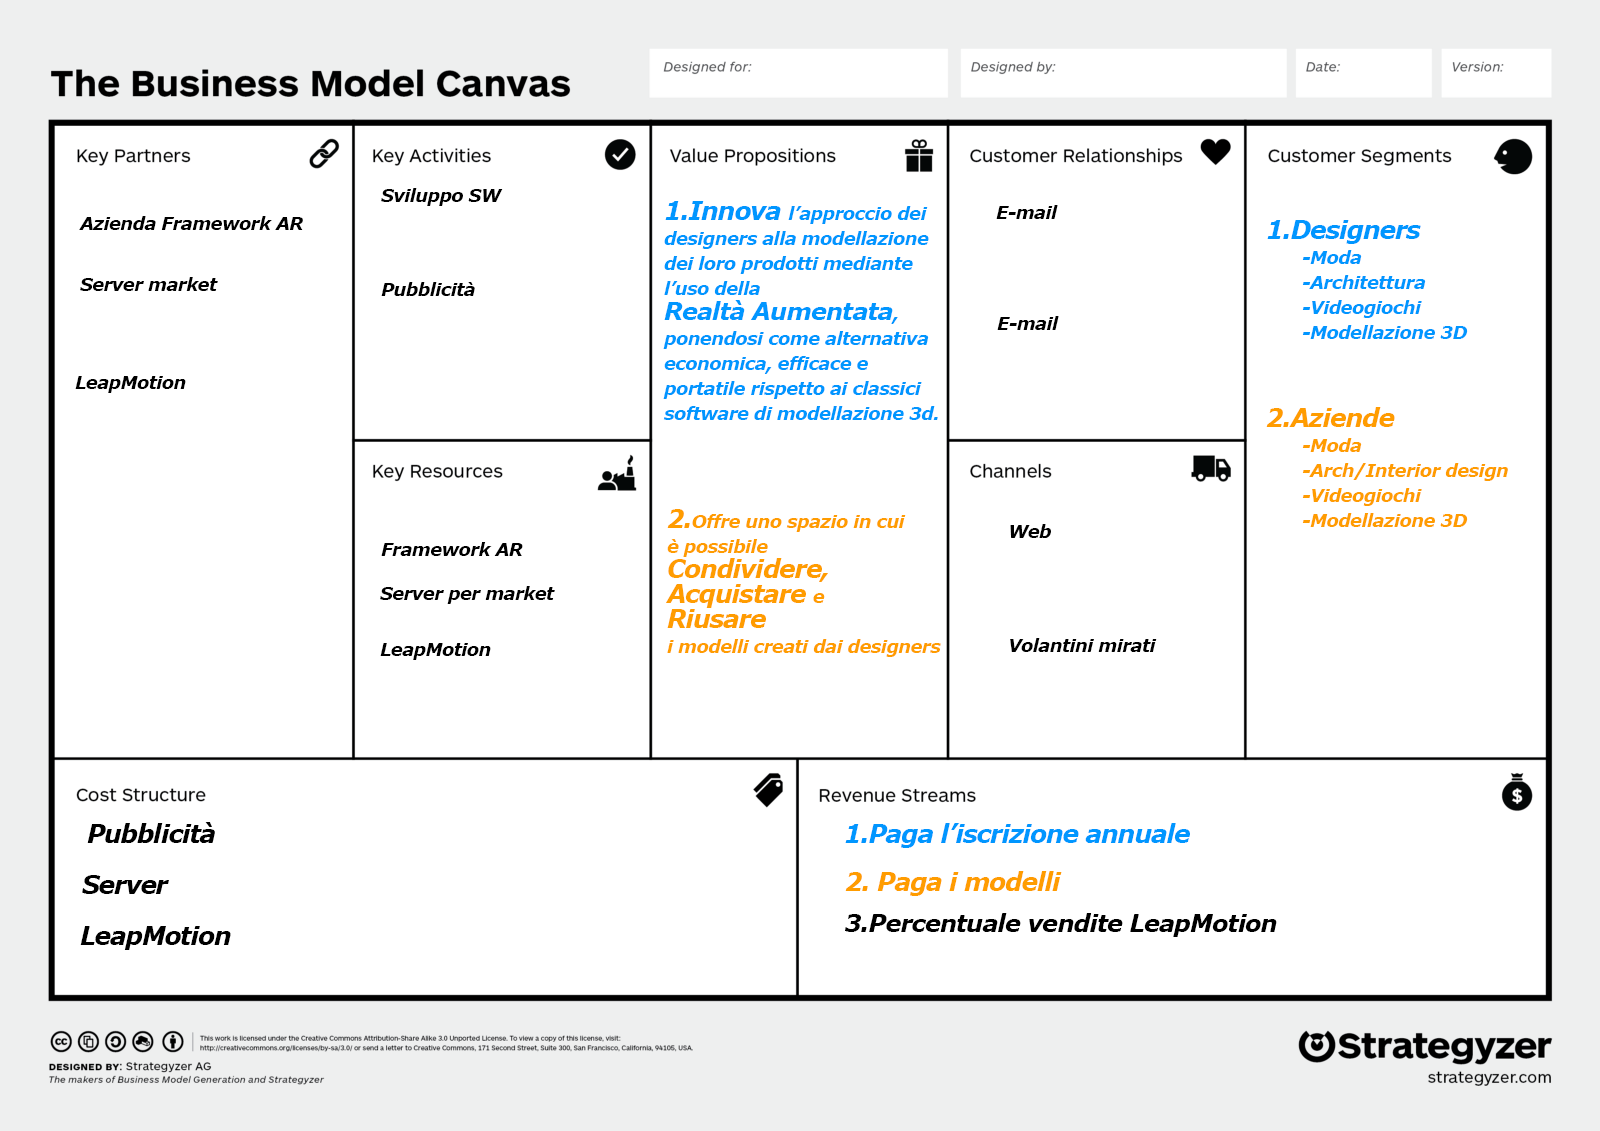 The Business Model Canvas
Designed for:
Designed by:
Date:
Version:
Key Partners
Azienda Framework AR
Server market
LeapMotion
Key Activities
Sviluppo SW
Pubblicità
Key Resources
Framework AR
Server per market
LeapMotion
Value Propositions
1.Innova l’approccio dei
designers alla modellazione
dei loro prodotti mediante
l’uso della
Realtà Aumentata,
ponendosi come alternativa
economica, efficace e
portatile rispetto ai classici
software di modellazione 3d.
2.Offre uno spazio in cui
è possibile
Condividere,
Acquistare e
Riusare
i modelli creati dai designers
Customer Relationships
E-mail
E-mail
Channels
Web
Volantini mirati
Customer Segments
1.Designers
-Moda
-Architettura
-Videogiochi
-Modellazione 3D
2.Aziende
-Moda
-Arch/Interior design
-Videogiochi
-Modellazione 3D
Cost Structure
Pubblicità
Server
LeapMotion
Revenue Streams
$
1.Paga l’iscrizione annuale
2. Paga i modelli
3.Percentuale vendite LeapMotion
cc
This work is licensed under the Creative Commons Attribution-Share Alike 3.0 Unported License. To view a copy of this license, visit:
http://creativecommons.org/licenses/by-sa/3.0/ or send a letter to Creative Commons, 171 Second Street, Suite 300, San Francisco, California, 94105, USA.
DESIGNED BY: Strategyzer AG
The makers of Business Model Generation and Strategyzer
Strategyzer
strategyzer.com